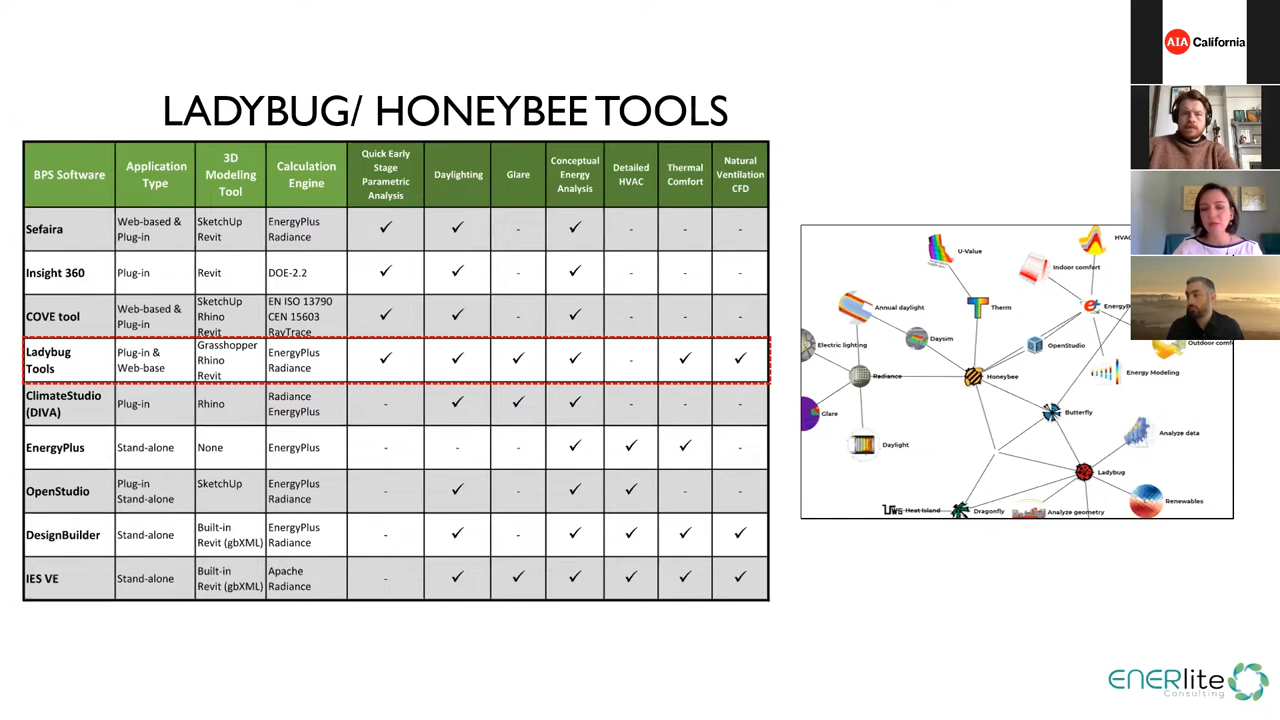 AIA California
LADYBUG/ HONEYBEE TOOLS
BPS Software
Application
Type
3D
Modeling
Tool
Calculation
Engine
Quick Early
Stage
Parametric
Analysis
Daylighting
Glare
Conceptual
Energy
Analysis
Detailed
HVAC
Thermal
Comfort
Natural
Ventilation
CFD
Sefaira
Web-based &
Plug-in
SketchUp
Revit
EnergyPlus
Radiance
✓ ✓ - ✓ - - -
Insight 360
Plug-in
Revit
DOE-2.2
✓ ✓ - ✓ - - -
COVE tool
Web-based &
Plug-in
SketchUp
Rhino
Revit
EN ISO 13790
CEN 15603
RayTrace
✓ ✓ - ✓ - - -
Ladybug
Tools
Plug-in &
Web-base
Grasshopper
Rhino
Revit
EnergyPlus
Radiance
✓ ✓ ✓ ✓ - ✓ ✓
ClimateStudio
(DIVA)
Plug-in
Rhino
Radiance
EnergyPlus
- ✓ ✓ ✓ - - -
EnergyPlus
Stand-alone
None
EnergyPlus
- - - ✓ ✓ ✓ -
OpenStudio
Plug-in
Stand-alone
SketchUp
EnergyPlus
Radiance
- ✓ - ✓ ✓ - -
DesignBuilder
Stand-alone
Built-in
Revit (gbXML)
EnergyPlus
Radiance
- ✓ - ✓ ✓ ✓ ✓
IES VE
Stand-alone
Built-in
Revit (gbXML)
Apache
Radiance
- ✓ ✓ ✓ ✓ ✓ ✓
U-Value
HVAC
Indoor comfort
Annual daylight
Therm
Electric lighting
Daysim
OpenStudio
Outdoor comfo
Radiance
Honeybee
Energy Modeling
Glare
Butterfly
Daylight
Analyze data
Ladybug
Renewables
UWG Heat Island
Dragonfly
Analyze geometry
ENERlite
Consulting